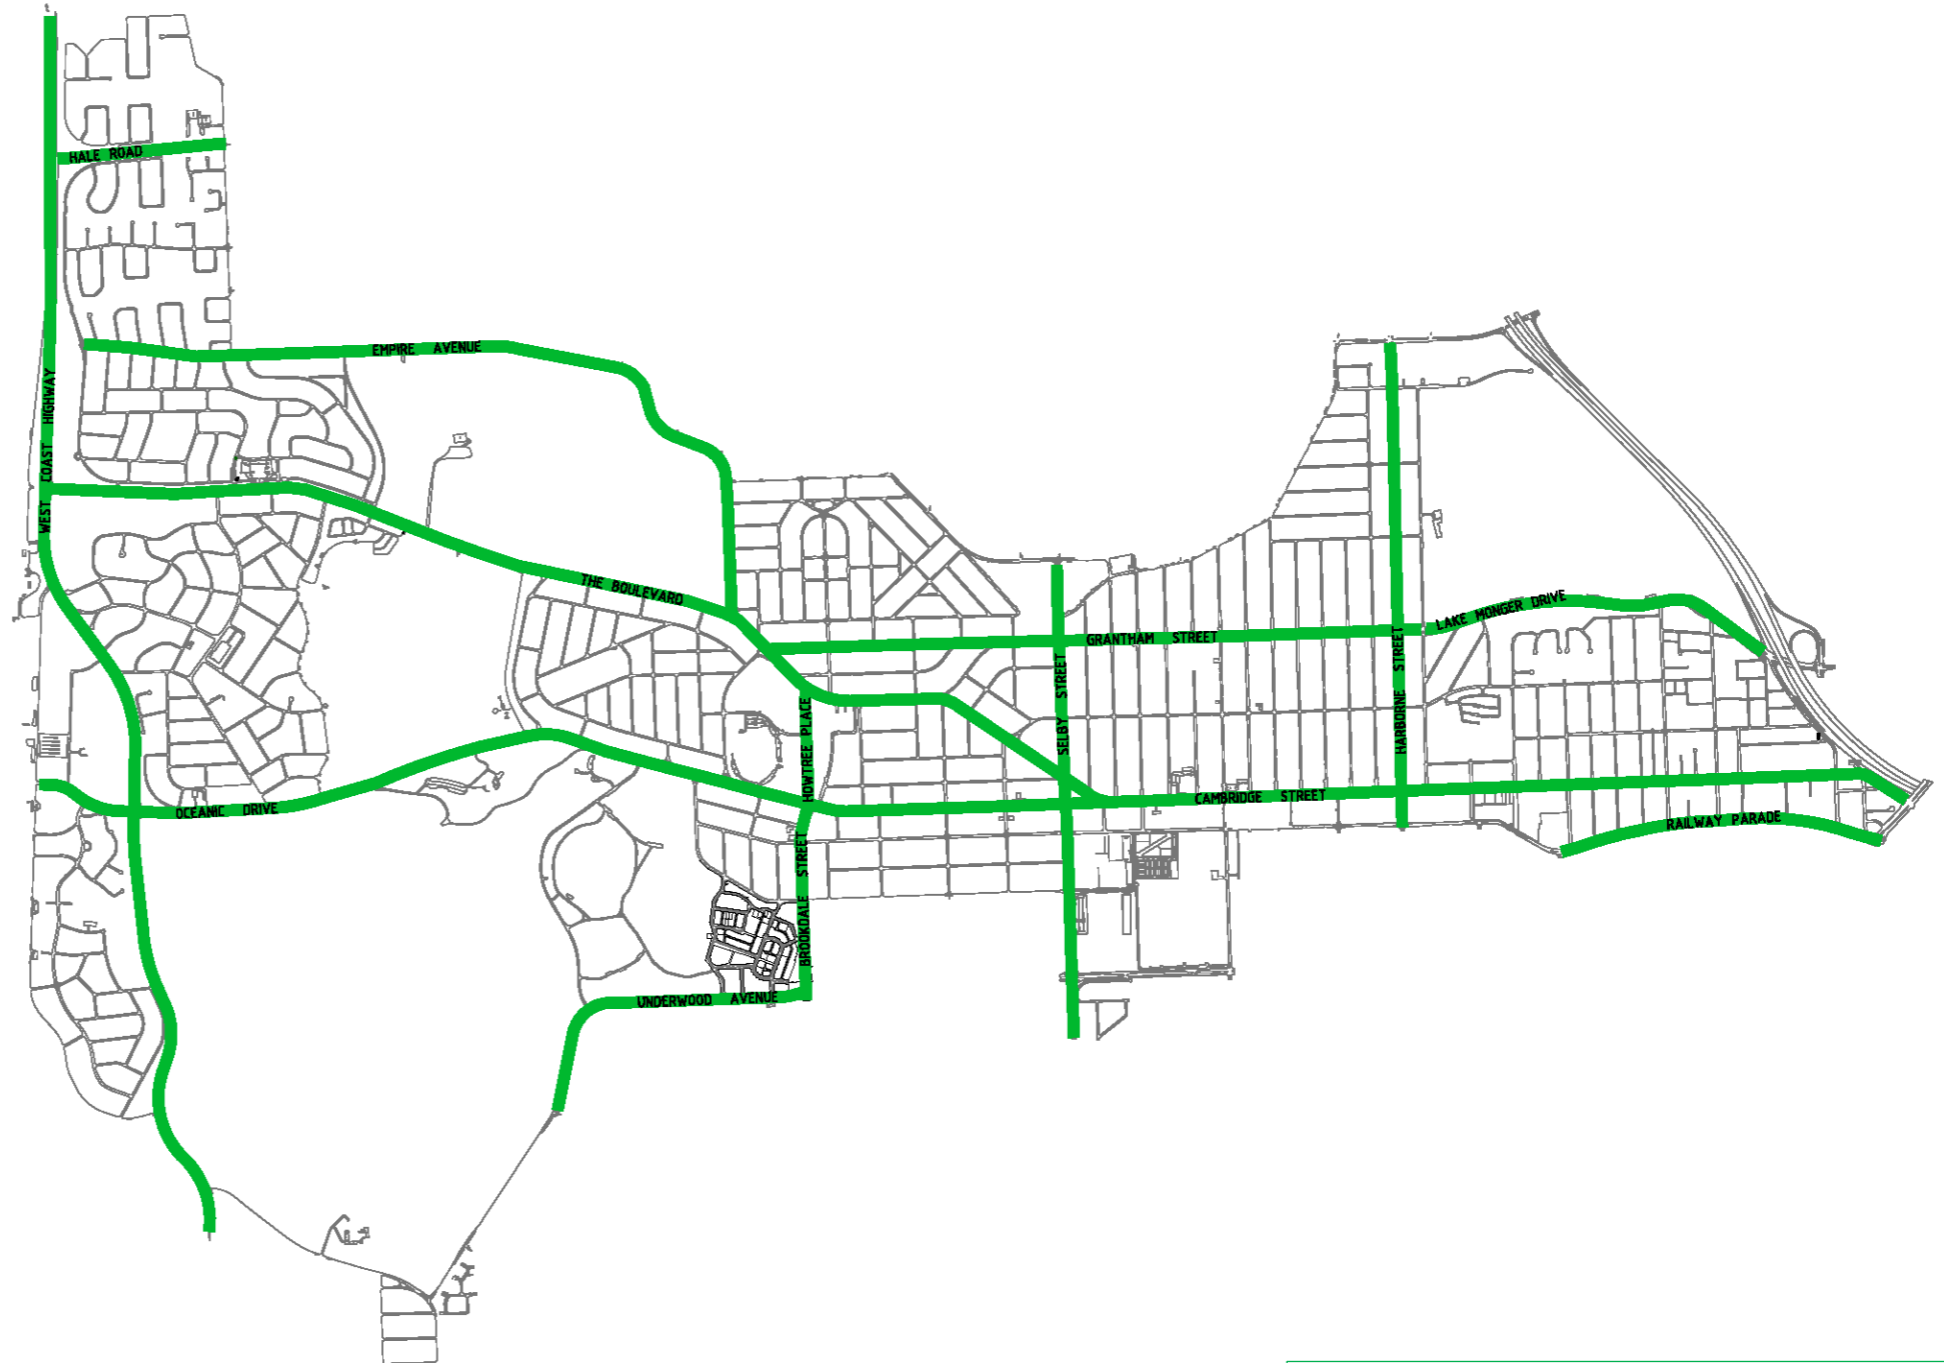 HALE ROAD
EMPIRE AVENUE
WEST COAST HIGHWAY
THE BOULEVARD
GRANTHAM STREET
LAKE MONGER DRIVE
SELBY STREET
HARBORNE STREET
HOWTREE PLACE
OCEANIC DRIVE
CAMBRIDGE STREET
RAILWAY PARADE
BROOKDALE STREET
UNDERWOOD AVENUE